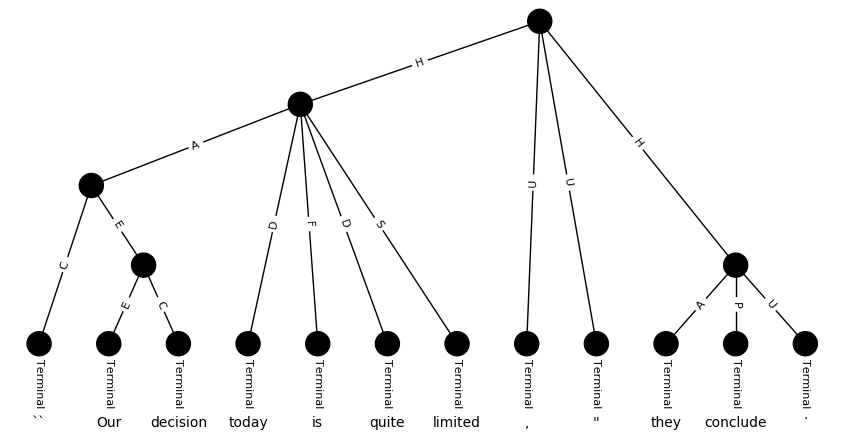 H
A
H
U
U
E
D
F
D
S
C
E
C
A
P
U
Terminal Terminal Terminal Terminal Terminal Terminal Terminal Terminal Terminal Terminal Terminal Terminal
`` Our decision today is quite limited , " they conclude .